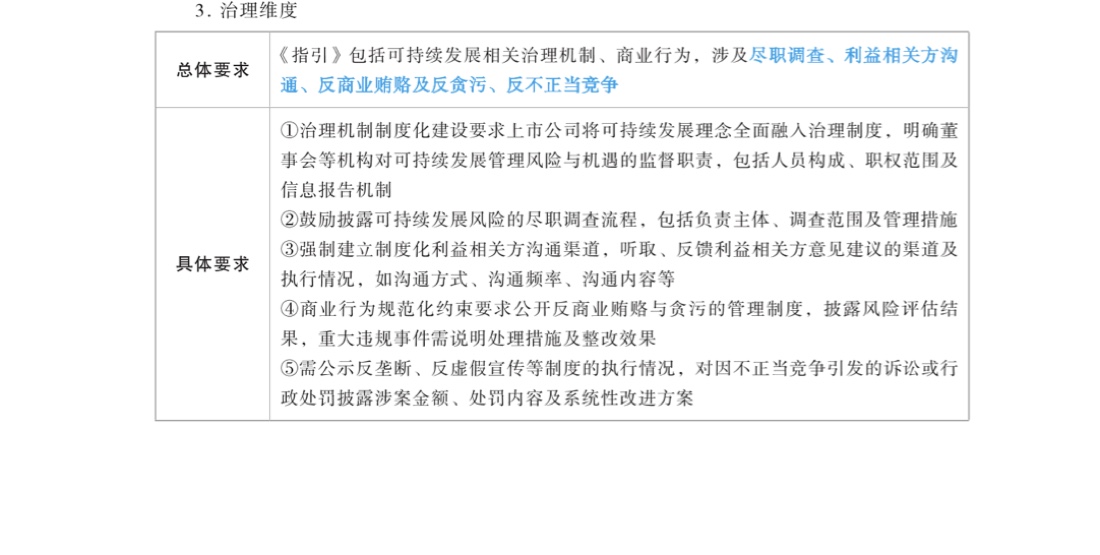 3. 治理维度
总体要求
《指引》包括可持续发展相关治理机制、商业行为，涉及尽职调查、利益相关方沟
通、反商业贿赂及反贪污、反不正当竞争
具体要求
①治理机制制度化建设要求上市公司将可持续发展理念全面融入治理制度，明确董
事会等机构对可持续发展管理风险与机遇的监督职责，包括人员构成、职权范围及
信息报告机制
②鼓励披露可持续发展风险的尽职调查流程，包括负责主体、调查范围及管理措施
③强制建立制度化利益相关方沟通渠道，听取、反馈利益相关方意见建议的渠道及
执行情况，如沟通方式、沟通频率、沟通内容等
④商业行为规范化约束要求公开反商业贿赂与贪污的管理制度，披露风险评估结
果，重大违规事件需说明处理措施及整改效果
⑤需公示反垄断、反虚假宣传等制度的执行情况，对因不正当竞争引发的诉讼或行
政处罚披露涉案金额、处罚内容及系统性改进方案